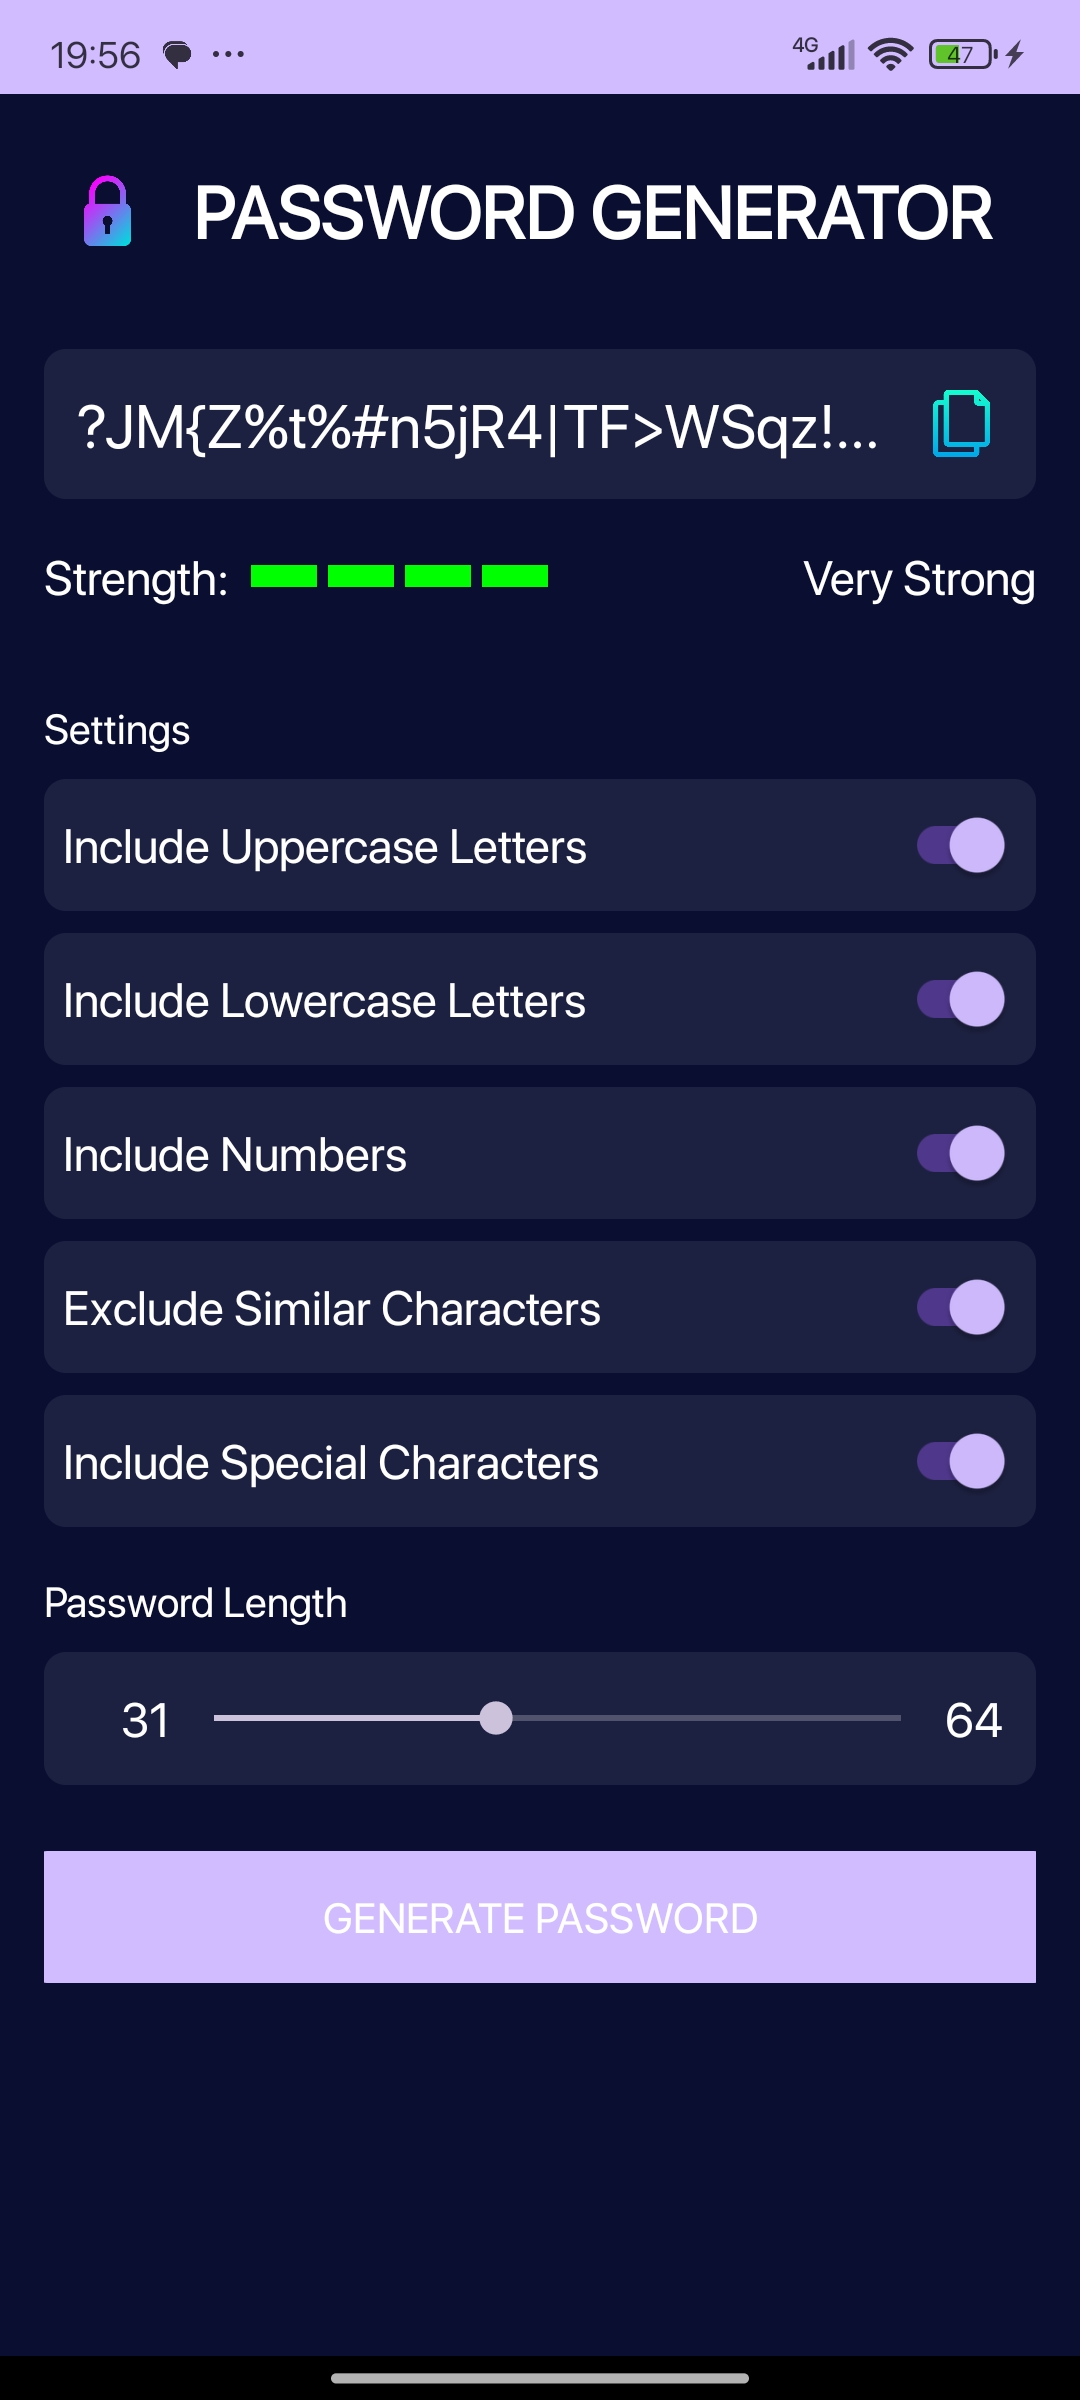 19:56 ... 4G 47
PASSWORD GENERATOR
?JM{Z%t%#n5jR4|TF>WSqz!...
Strength: Very Strong
Settings
Include Uppercase Letters
Include Lowercase Letters
Include Numbers
Exclude Similar Characters
Include Special Characters
Password Length
31 64
GENERATE PASSWORD